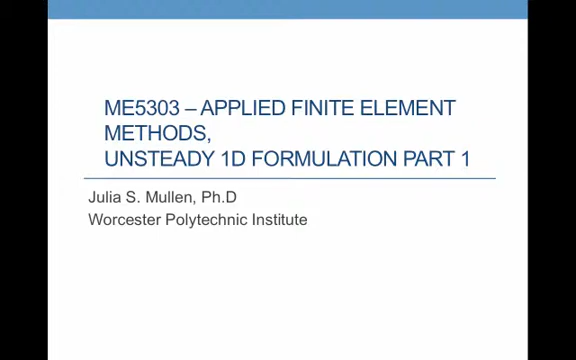 ME5303 – APPLIED FINITE ELEMENT
METHODS,
UNSTEADY 1D FORMULATION PART 1
Julia S. Mullen, Ph.D
Worcester Polytechnic Institute